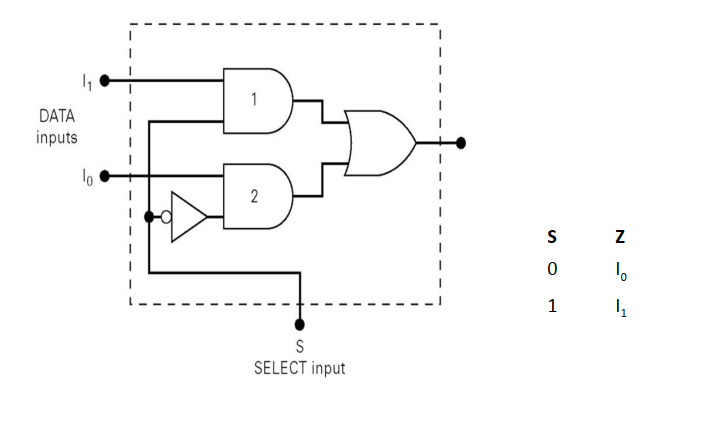 I₁
1
DATA
inputs
I₀
2
S
SELECT input
S Z
0 I₀
1 I₁